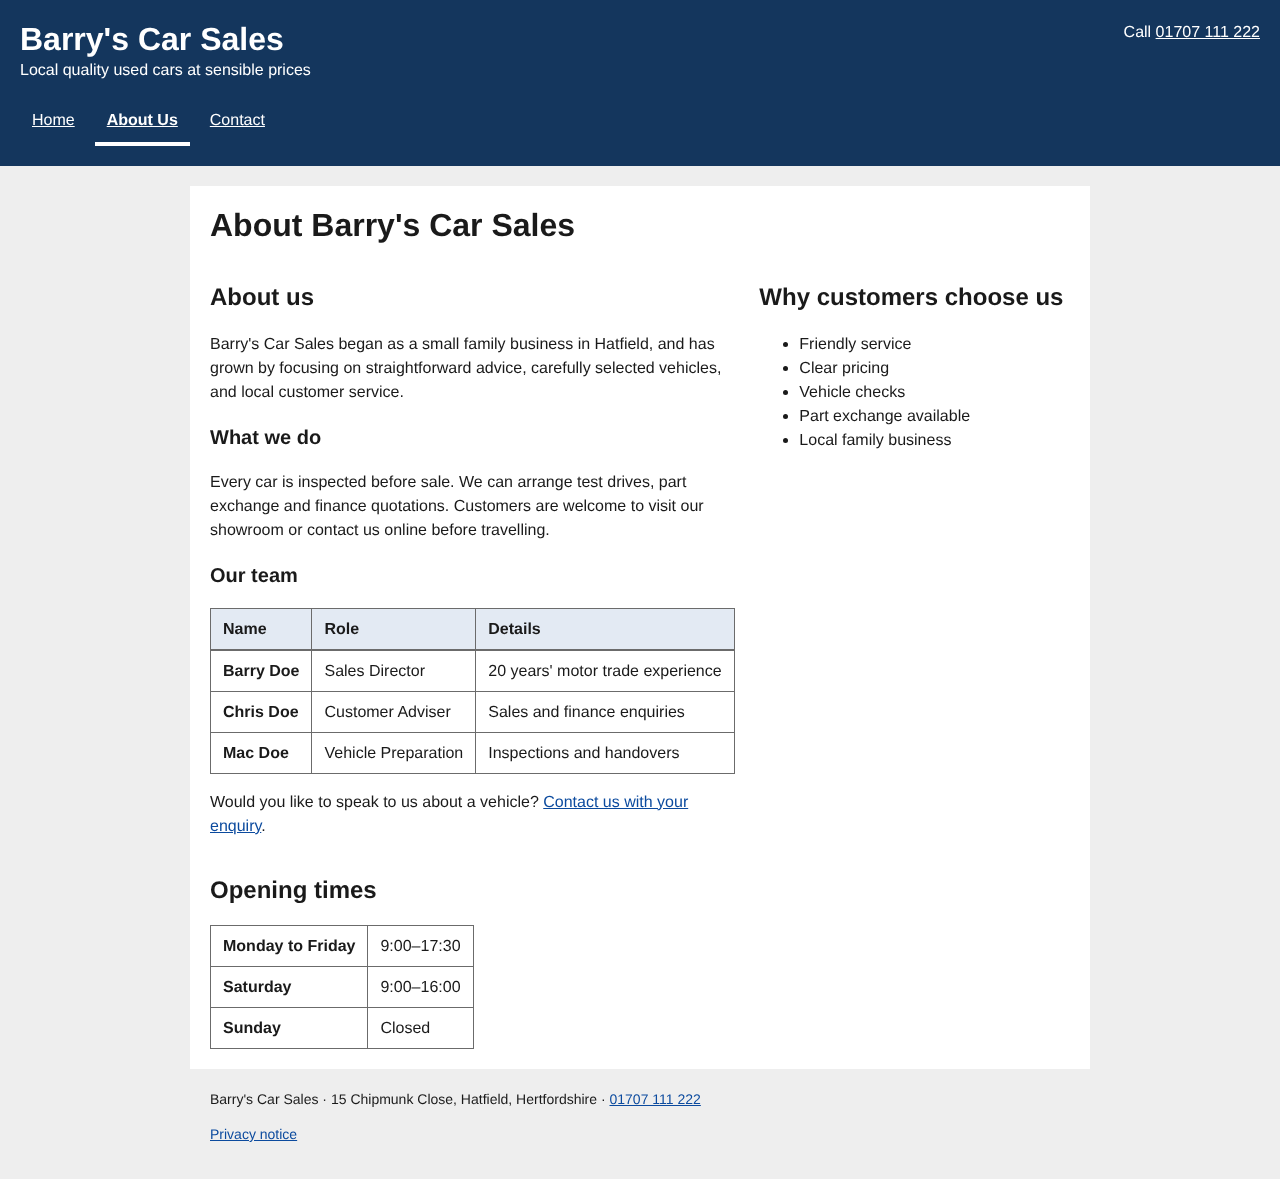 Barry's Car Sales
Local quality used cars at sensible prices
Call 01707 111 222
Home About Us Contact
About Barry's Car Sales
About us
Barry's Car Sales began as a small family business in Hatfield, and has
grown by focusing on straightforward advice, carefully selected vehicles,
and local customer service.
What we do
Every car is inspected before sale. We can arrange test drives, part
exchange and finance quotations. Customers are welcome to visit our
showroom or contact us online before travelling.
Our team
Name Role Details
Barry Doe Sales Director 20 years' motor trade experience
Chris Doe Customer Adviser Sales and finance enquiries
Mac Doe Vehicle Preparation Inspections and handovers
Would you like to speak to us about a vehicle? Contact us with your
enquiry.
Why customers choose us
Friendly service
Clear pricing
Vehicle checks
Part exchange available
Local family business
Opening times
Monday to Friday 9:00–17:30
Saturday 9:00–16:00
Sunday Closed
Barry's Car Sales · 15 Chipmunk Close, Hatfield, Hertfordshire · 01707 111 222
Privacy notice